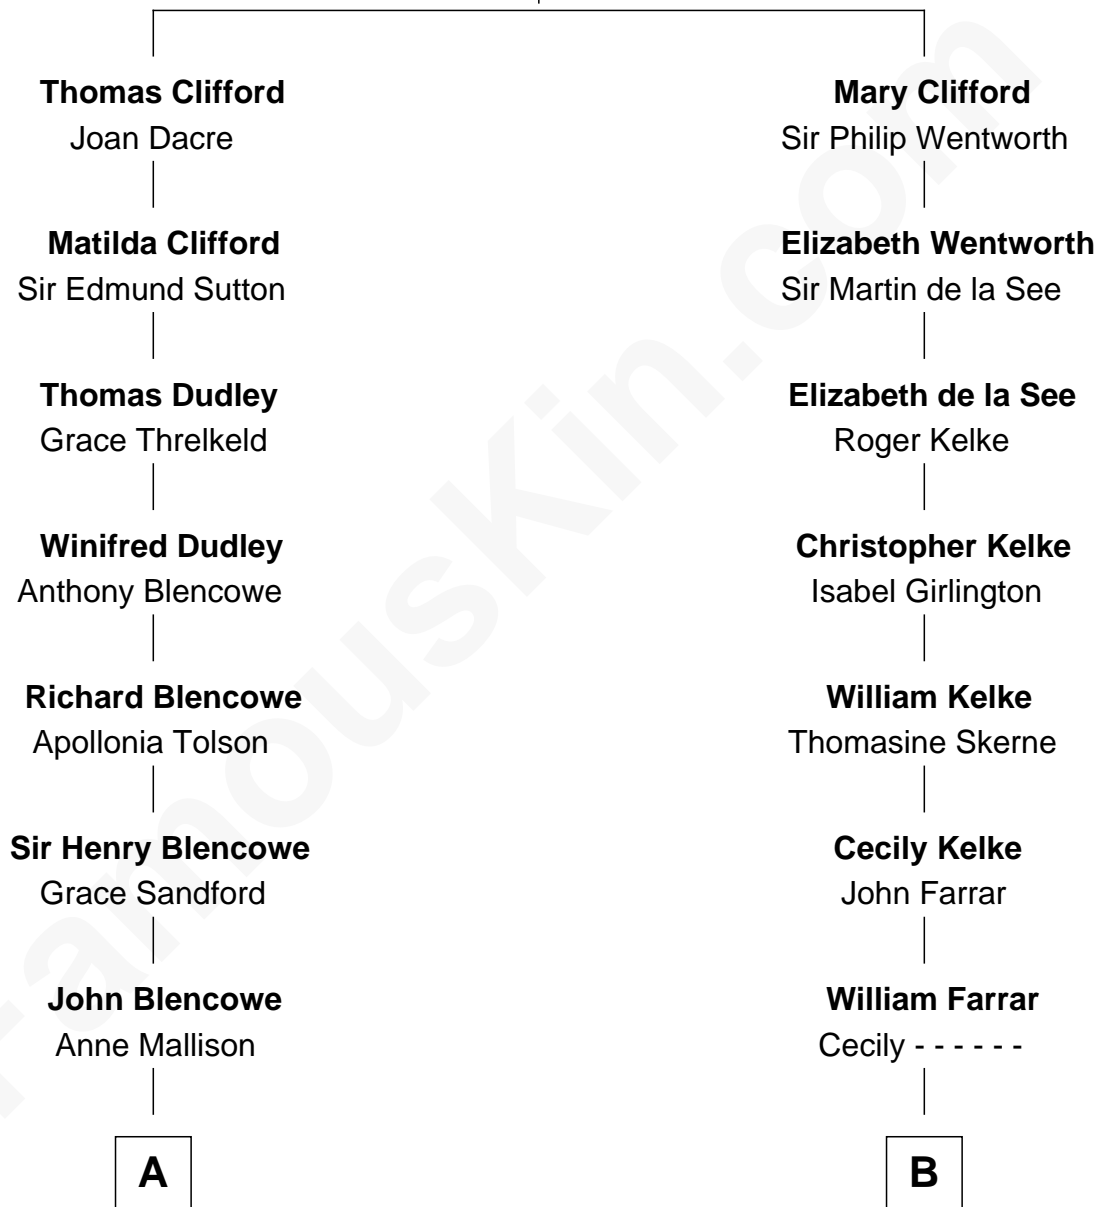 Thomas Clifford
Joan Dacre
Matilda Clifford
Sir Edmund Sutton
Thomas Dudley
Grace Threlkeld
Winifred Dudley
Anthony Blencowe
Richard Blencowe
Apollonia Tolson
Sir Henry Blencowe
Grace Sandford
John Blencowe
Anne Mallison
A
Mary Clifford
Sir Philip Wentworth
Elizabeth Wentworth
Sir Martin de la See
Elizabeth de la See
Roger Kelke
Christopher Kelke
Isabel Girlington
William Kelke
Thomasine Skerne
Cecily Kelke
John Farrar
William Farrar
Cecily - - - - - -
B
FamousKin.com